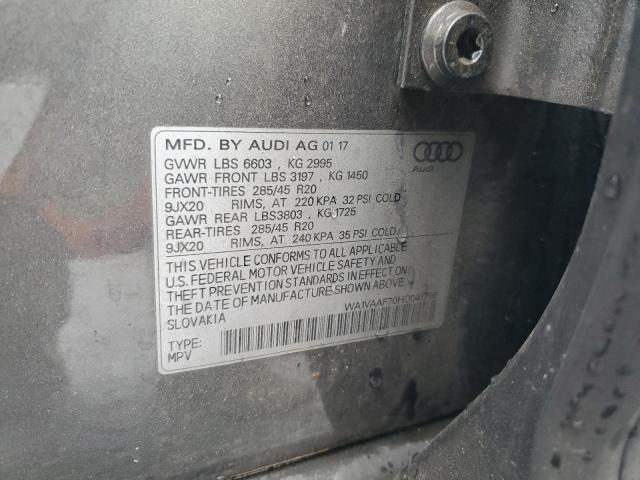 MFD. BY AUDI AG 01 17
GVWR LBS 6603 , KG 2995
GAWR FRONT LBS 3197 , KG 1450
FRONT-TIRES 285/45 R20
9JX20 RIMS, AT 220 KPA 32 PSI COLD
GAWR REAR LBS3803 , KG 1725
REAR-TIRES 285/45 R20
9JX20 RIMS, AT 240 KPA 35 PSI COLD
THIS VEHICLE CONFORMS TO ALL APPLICABLE
U.S. FEDERAL MOTOR VEHICLE SAFETY AND
THEFT PREVENTION STANDARDS IN EFFECT ON
THE DATE OF MANUFACTURE SHOWN ABOVE
SLOVAKIA
TYPE:
MPV
Audi